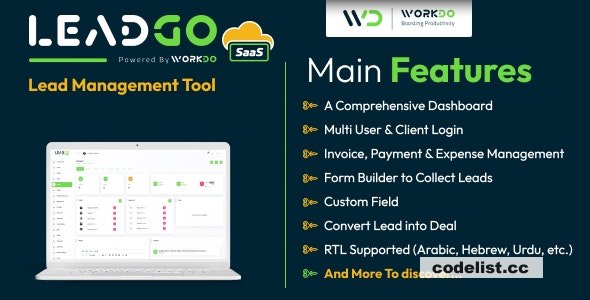 LEADGO
SaaS
Powered By WORKDO
Lead Management Tool
WORKDO
Boosting Productivity
Main Features
A Comprehensive Dashboard
Multi User & Client Login
Invoice, Payment & Expense Management
Form Builder to Collect Leads
Custom Field
Convert Lead into Deal
RTL Supported (Arabic, Hebrew, Urdu, etc.)
And More To discover...
codelist.cc